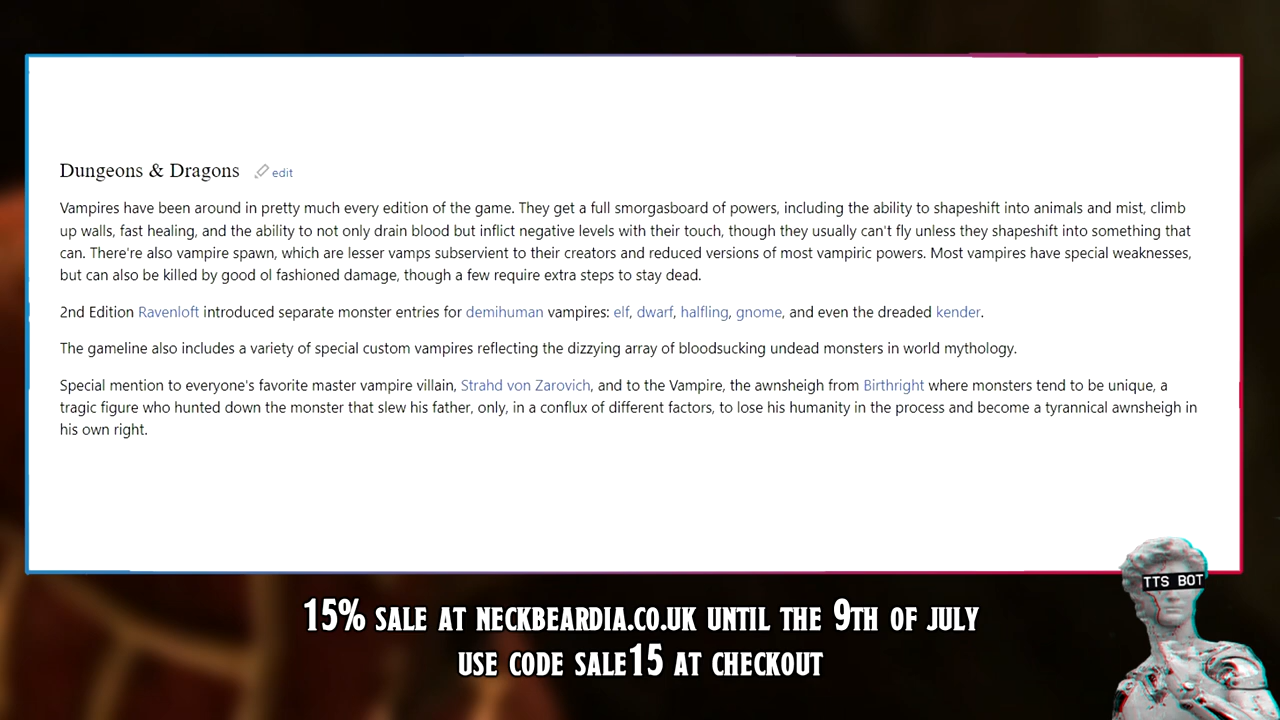 Dungeons & Dragons edit
Vampires have been around in pretty much every edition of the game. They get a full smorgasboard of powers, including the ability to shapeshift into animals and mist, climb
up walls, fast healing, and the ability to not only drain blood but inflict negative levels with their touch, though they usually can't fly unless they shapeshift into something that
can. There're also vampire spawn, which are lesser vamps subservient to their creators and reduced versions of most vampiric powers. Most vampires have special weaknesses,
but can also be killed by good ol fashioned damage, though a few require extra steps to stay dead.
2nd Edition Ravenloft introduced separate monster entries for demihuman vampires: elf, dwarf, halfling, gnome, and even the dreaded kender.
The gameline also includes a variety of special custom vampires reflecting the dizzying array of bloodsucking undead monsters in world mythology.
Special mention to everyone's favorite master vampire villain, Strahd von Zarovich, and to the Vampire, the awnsheigh from Birthright where monsters tend to be unique, a
tragic figure who hunted down the monster that slew his father, only, in a conflux of different factors, to lose his humanity in the process and become a tyrannical awnsheigh in
his own right.
TTS BOT
15% SALE AT NECKBEARDIA.CO.UK UNTIL THE 9TH OF JULY
USE CODE SALE15 AT CHECKOUT